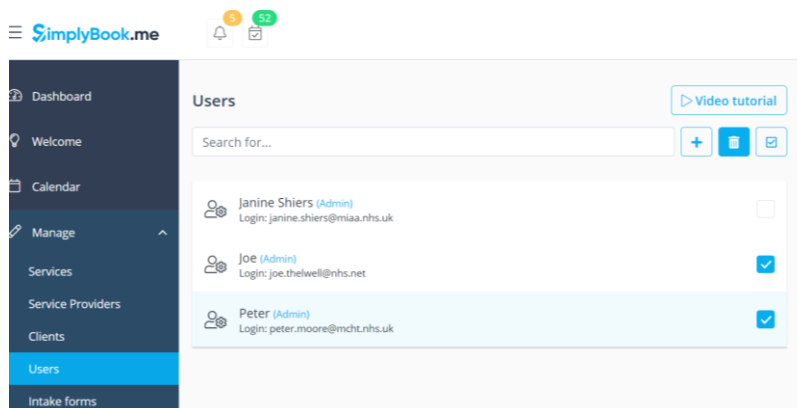 SimplyBook.me
5
52
Dashboard
Welcome
Calendar
Manage
Services
Service Providers
Clients
Users
Intake forms
Users
Video tutorial
Search for...
Janine Shiers (Admin)
Login: janine.shiers@miaa.nhs.uk
Joe (Admin)
Login: joe.thelwell@nhs.net
Peter (Admin)
Login: peter.moore@mcht.nhs.uk